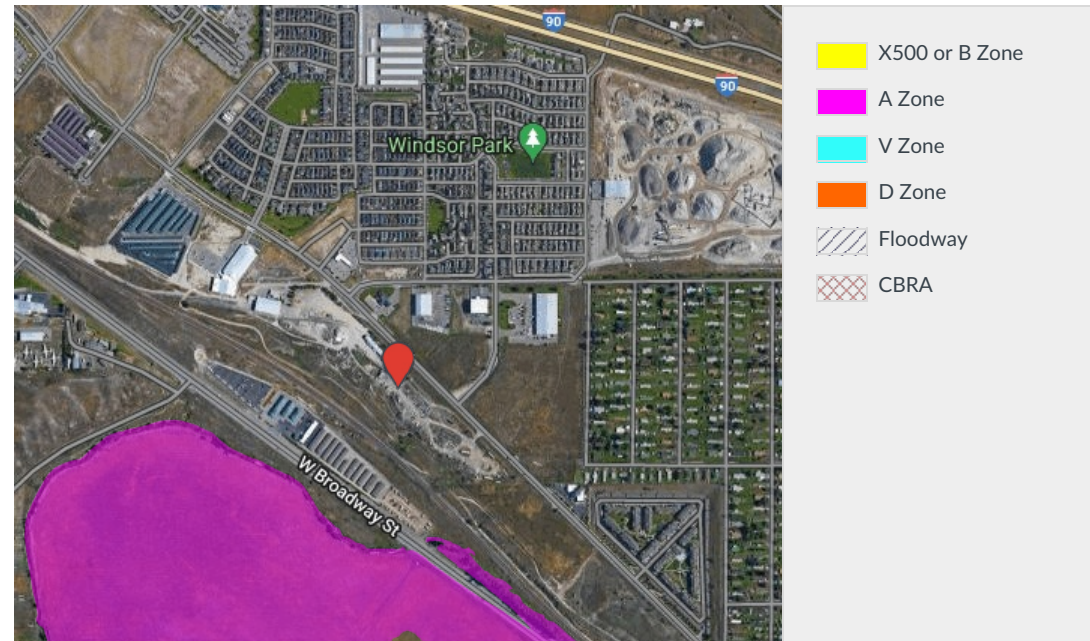 90
90
Windsor Park
W Broadway St
X500 or B Zone
A Zone
V Zone
D Zone
Floodway
CBRA